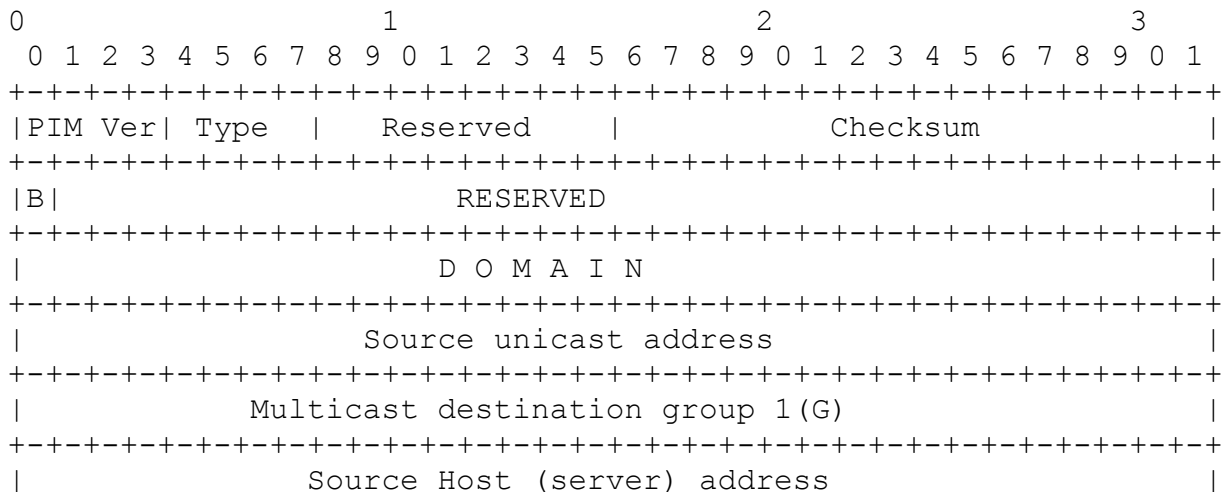 0                   1                   2                   3
 0 1 2 3 4 5 6 7 8 9 0 1 2 3 4 5 6 7 8 9 0 1 2 3 4 5 6 7 8 9 0 1
+-+-+-+-+-+-+-+-+-+-+-+-+-+-+-+-+-+-+-+-+-+-+-+-+-+-+-+-+-+-+-+-+
|PIM Ver| Type  |   Reserved    |           Checksum            |
+-+-+-+-+-+-+-+-+-+-+-+-+-+-+-+-+-+-+-+-+-+-+-+-+-+-+-+-+-+-+-+-+
|B|                     RESERVED                                |
+-+-+-+-+-+-+-+-+-+-+-+-+-+-+-+-+-+-+-+-+-+-+-+-+-+-+-+-+-+-+-+-+
|                      D O M A I N                              |
+-+-+-+-+-+-+-+-+-+-+-+-+-+-+-+-+-+-+-+-+-+-+-+-+-+-+-+-+-+-+-+-+
|                  Source unicast address                       |
+-+-+-+-+-+-+-+-+-+-+-+-+-+-+-+-+-+-+-+-+-+-+-+-+-+-+-+-+-+-+-+-+
|            Multicast destination group 1(G)                   |
+-+-+-+-+-+-+-+-+-+-+-+-+-+-+-+-+-+-+-+-+-+-+-+-+-+-+-+-+-+-+-+-+
|               Source Host (server) address                    |